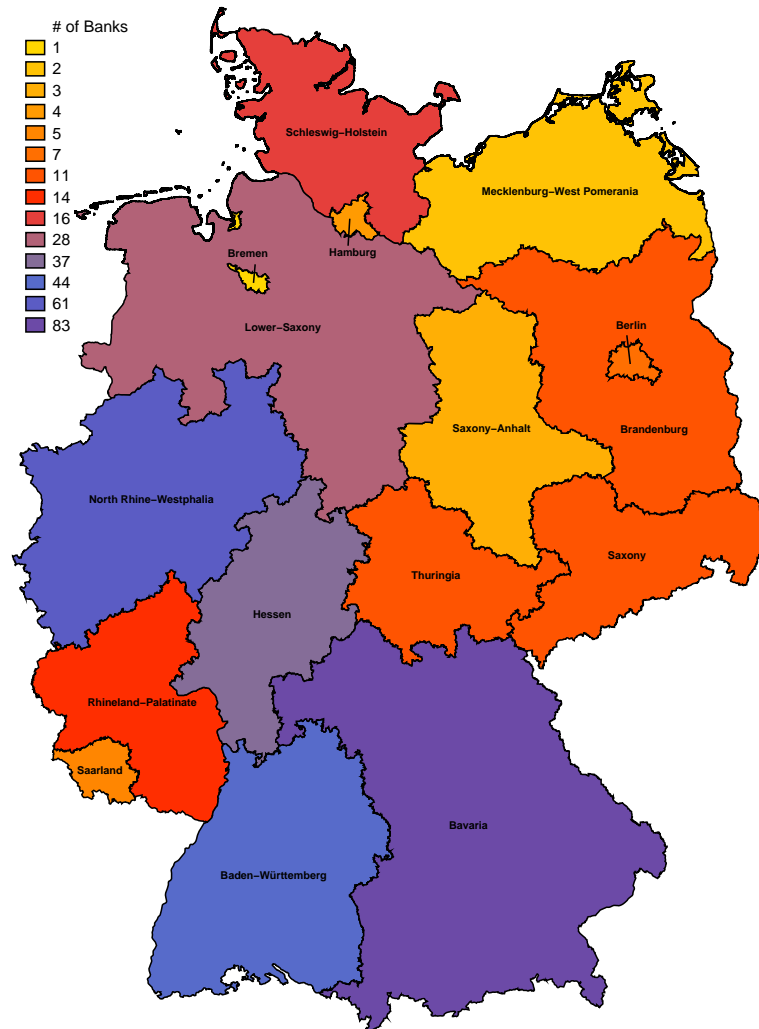 # of Banks
1
2
3
4
5
7
11
14
16
28
37
44
61
83
Schleswig–Holstein
Mecklenburg–West Pomerania
Hamburg
Bremen
Lower–Saxony
Berlin
Saxony–Anhalt
Brandenburg
North Rhine–Westphalia
Saxony
Thuringia
Hessen
Rhineland–Palatinate
Saarland
Bavaria
Baden–Württemberg